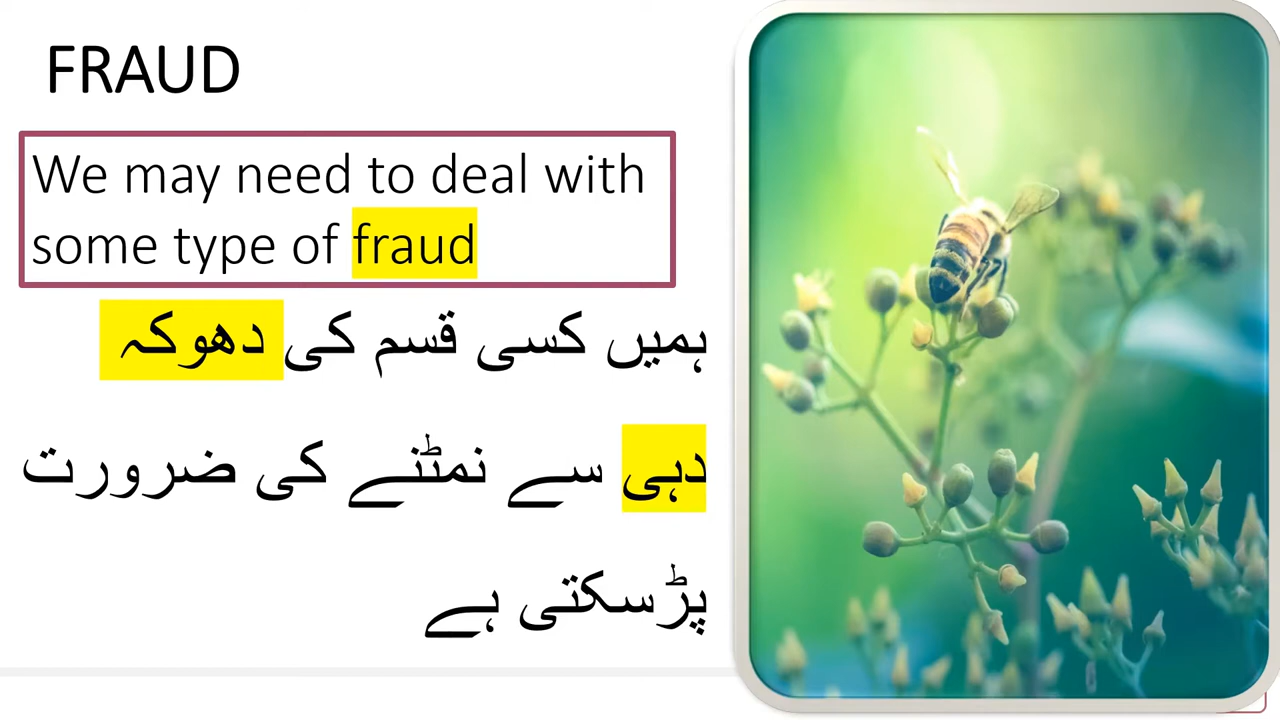 FRAUD
We may need to deal with
some type of fraud
ہمیں کسی قسم کی دھوکہ
دہی سے نمٹنے کی ضرورت
پڑسکتی ہے